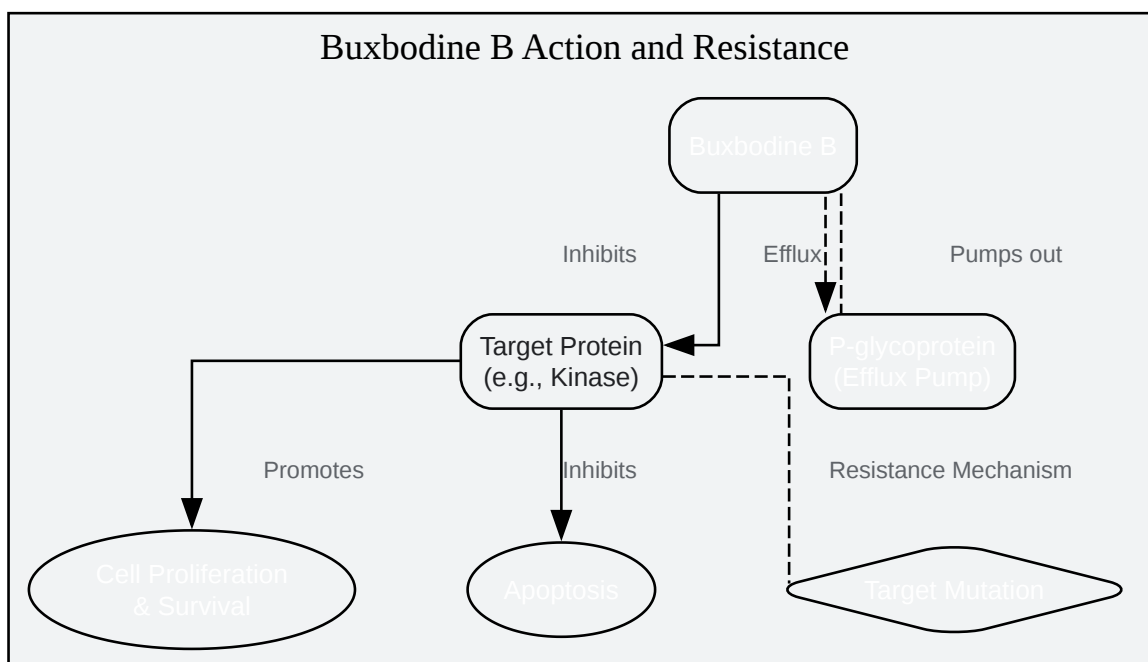 Buxbodine B Action and Resistance
Buxbodine B
Inhibits
Efflux
Pumps out
Target Protein
(e.g., Kinase)
P-glycoprotein
(Efflux Pump)
Promotes
Inhibits
Resistance Mechanism
Cell Proliferation
& Survival
Apoptosis
Target Mutation